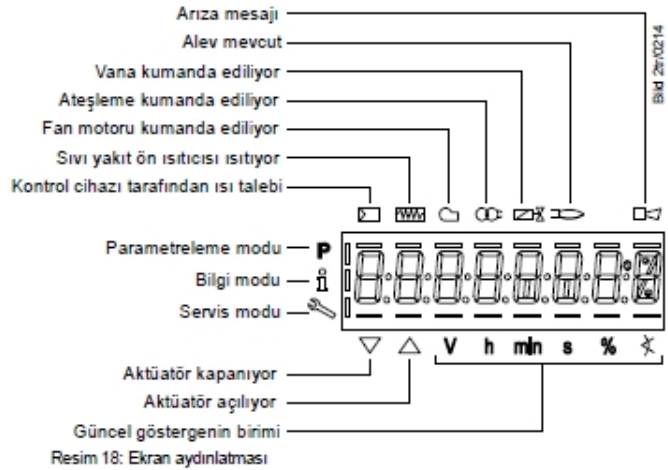 Arıza mesajı
Alev mevcut
Vana kumanda ediliyor
Ateşleme kumanda ediliyor
Fan motoru kumanda ediliyor
Sıvı yakıt ön ısıtıcısı ısıtıyor
Kontrol cihazı tarafından ısı talebi
Bild 2tr/0214
Parametreleme modu P
Bilgi modu i
Servis modu
V h min s %
Aktüatör kapanıyor
Aktüatör açılıyor
Güncel göstergenin birimi
Resim 18: Ekran aydınlatması